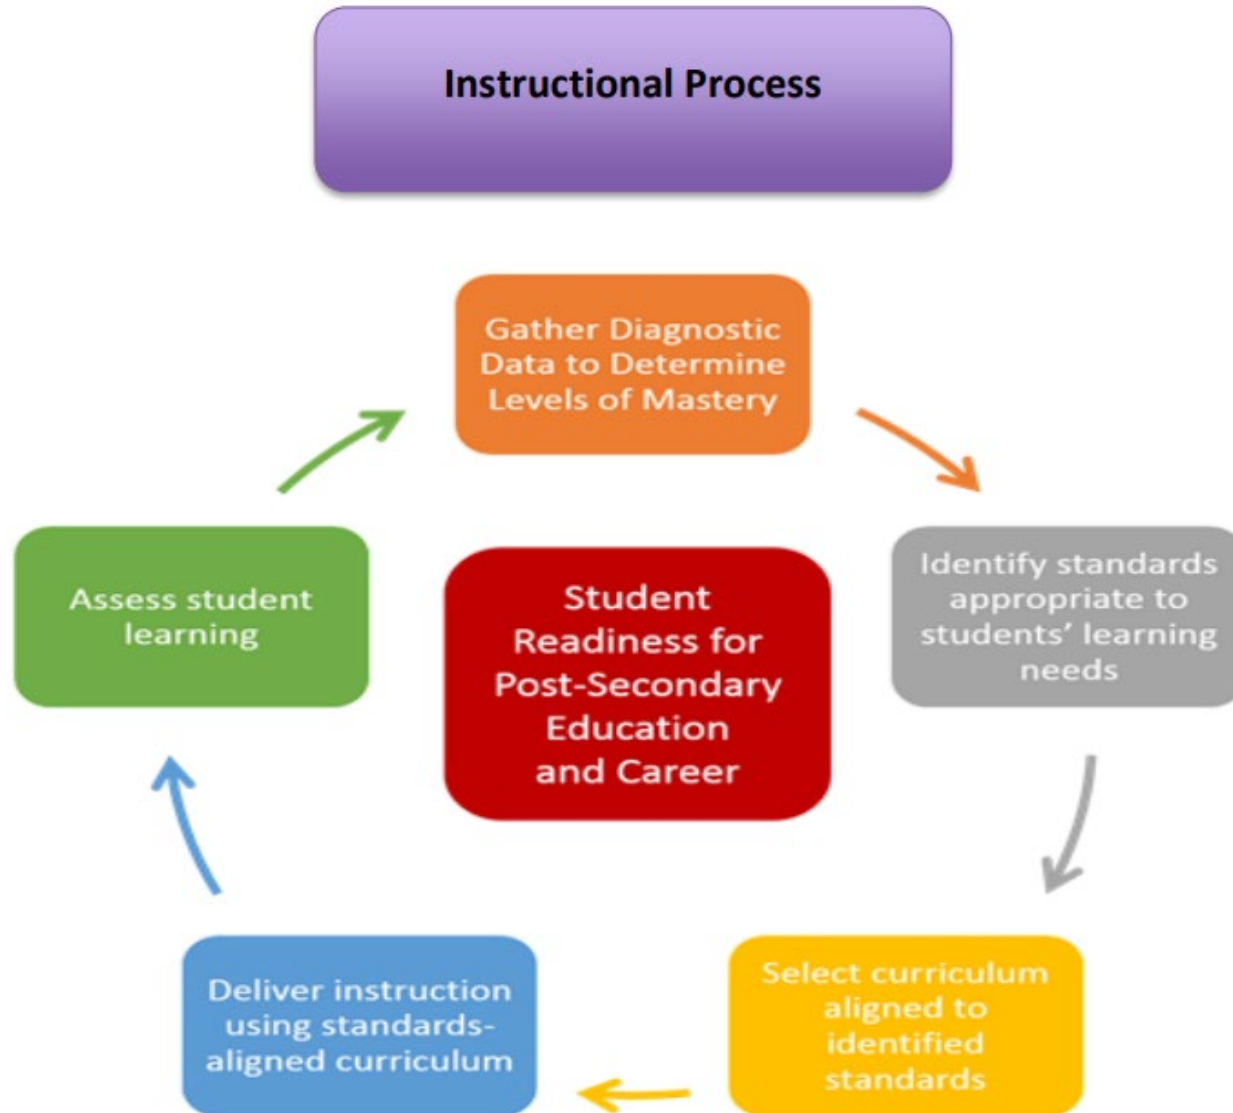 Instructional Process
Gather Diagnostic
Data to Determine
Levels of Mastery
Identify standards
appropriate to
students’ learning
needs
Select curriculum
aligned to
identified
standards
Deliver instruction
using standards-
aligned curriculum
Assess student
learning
Student
Readiness for
Post-Secondary
Education
and Career